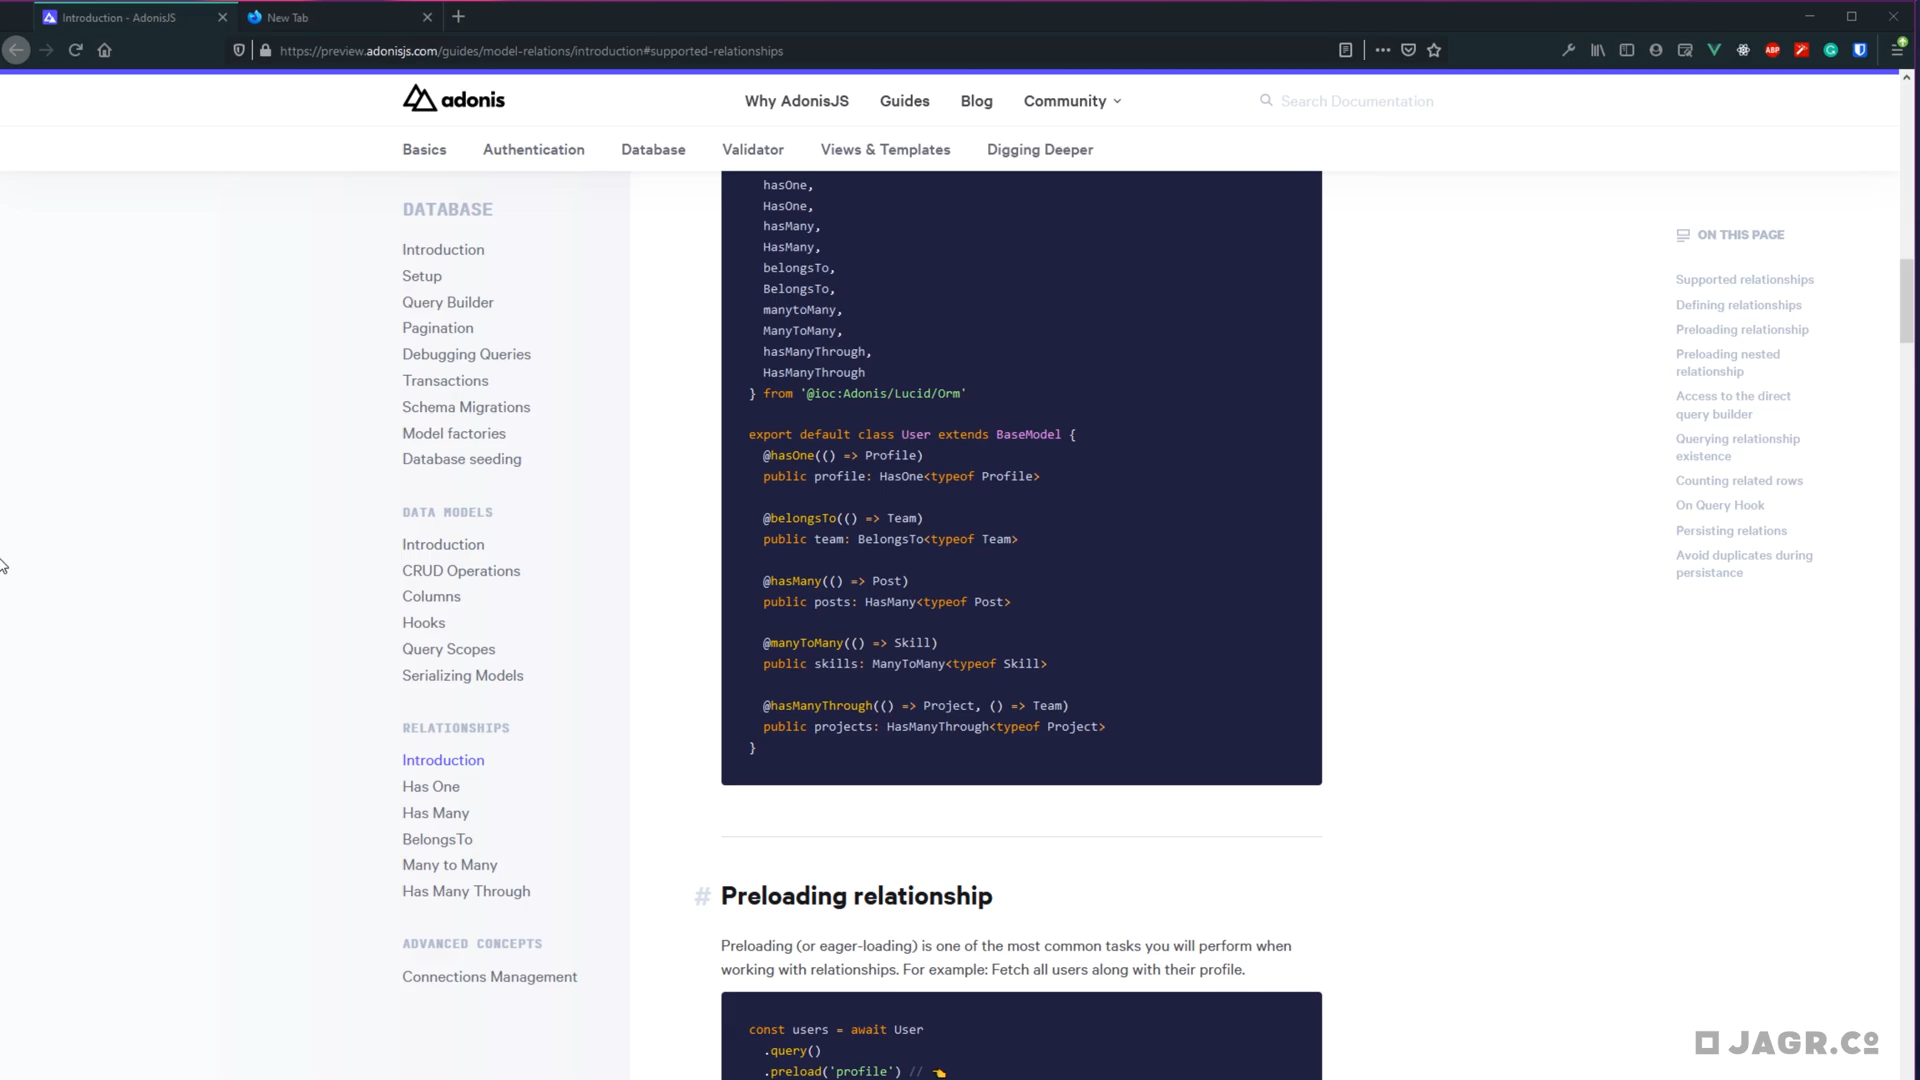 Introduction - AdonisJS
New Tab
https://preview.adonisjs.com/guides/model-relations/introduction#supported-relationships
ABP
adonis
Why AdonisJS
Guides
Blog
Community
Search Documentation
Basics
Authentication
Database
Validator
Views & Templates
Digging Deeper
DATABASE
Introduction
Setup
Query Builder
Pagination
Debugging Queries
Transactions
Schema Migrations
Model factories
Database seeding
DATA MODELS
Introduction
CRUD Operations
Columns
Hooks
Query Scopes
Serializing Models
RELATIONSHIPS
Introduction
Has One
Has Many
BelongsTo
Many to Many
Has Many Through
ADVANCED CONCEPTS
Connections Management
hasOne,
HasOne,
hasMany,
HasMany,
belongsTo,
BelongsTo,
manytoMany,
ManyToMany,
hasManyThrough,
HasManyThrough
} from '@ioc:Adonis/Lucid/Orm'
export default class User extends BaseModel {
@hasOne(() => Profile)
public profile: HasOne<typeof Profile>
@belongsTo(() => Team)
public team: BelongsTo<typeof Team>
@hasMany(() => Post)
public posts: HasMany<typeof Post>
@manyToMany(() => Skill)
public skills: ManyToMany<typeof Skill>
@hasManyThrough(() => Project, () => Team)
public projects: HasManyThrough<typeof Project>
}
# Preloading relationship
Preloading (or eager-loading) is one of the most common tasks you will perform when
working with relationships. For example: Fetch all users along with their profile.
const users = await User
.query()
.preload('profile') // 👈
ON THIS PAGE
Supported relationships
Defining relationships
Preloading relationship
Preloading nested
relationship
Access to the direct
query builder
Querying relationship
existence
Counting related rows
On Query Hook
Persisting relations
Avoid duplicates during
persistance
JAGR.Co